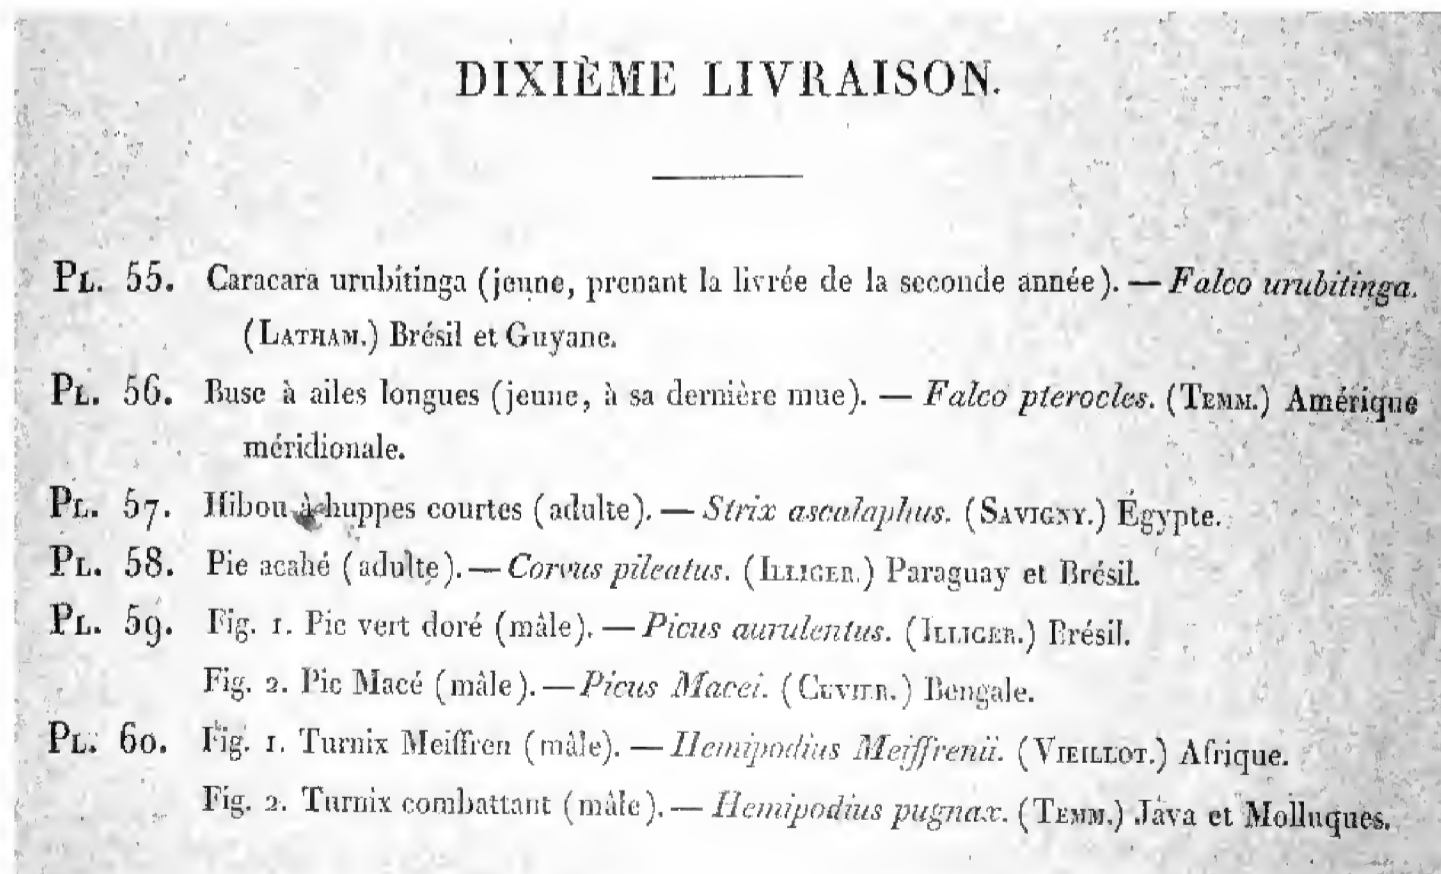 DIXIÈME LIVRAISON.
PL. 55. Caracara urubitinga (jeune, prenant la livrée de la seconde année). — Falco urubitinga.
(LATHAM.) Brésil et Guyane.
PL. 56. Buse à ailes longues (jeune, à sa dernière mue). — Falco pterocles. (TEMM.) Amérique
méridionale.
PL. 57. Hibou à huppes courtes (adulte). — Strix ascalaphus. (SAVIGNY.) Égypte.
PL. 58. Pie acahé (adulte). — Corvus pileatus. (ILLIGER.) Paraguay et Brésil.
PL. 59. Fig. 1. Pic vert doré (mâle). — Picus aurulentus. (ILLIGER.) Brésil.
Fig. 2. Pic Macé (mâle). — Picus Macei. (CUVIER.) Bengale.
PL. 60. Fig. 1. Turnix Meiffren (mâle). — Hemipodius Meiffrenii. (VIEILLOT.) Afrique.
Fig. 2. Turnix combattant (mâle). — Hemipodius pugnax. (TEMM.) Java et Molluques.